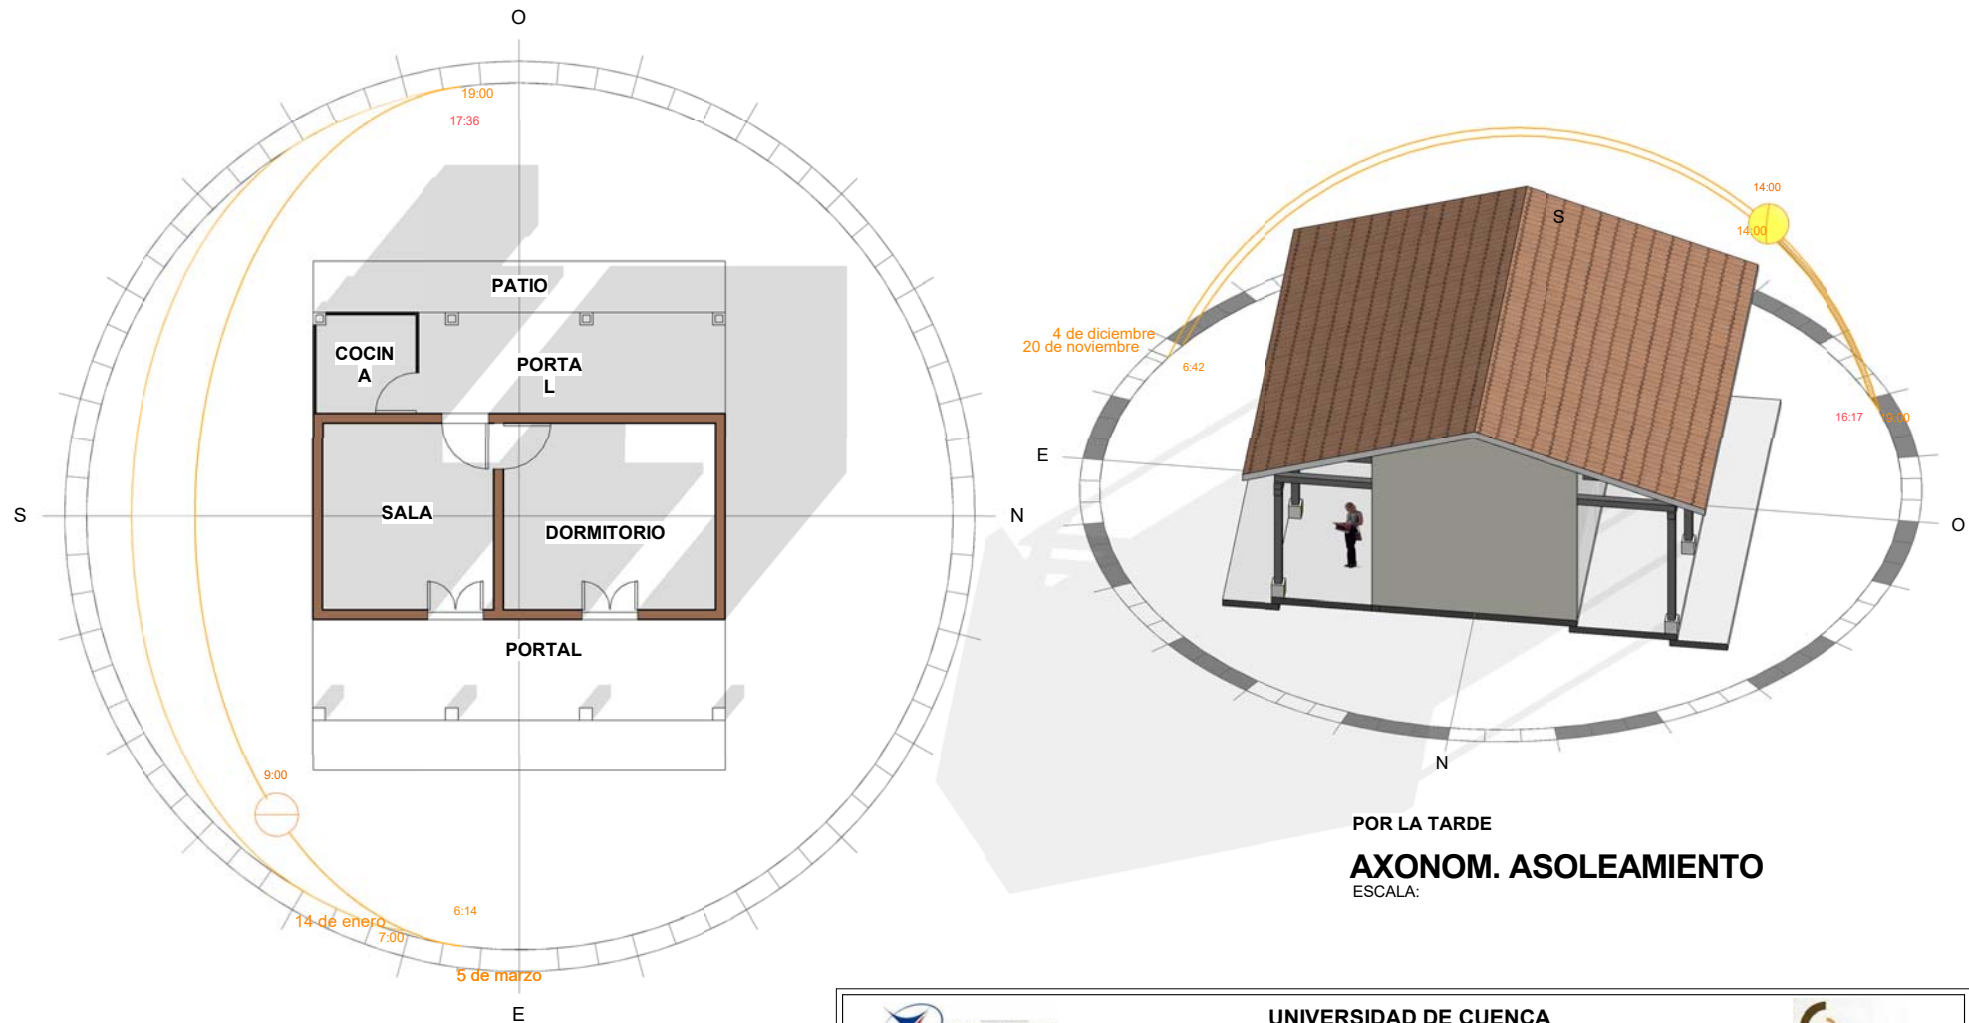 O
19:00
17:36
PATIO
COCIN
A
PORTA
L
SALA
DORMITORIO
S
N
PORTAL
9:00
6:14
14 de enero
7:00
5 de marzo
E
14:00
S
14:00
4 de diciembre
20 de noviembre
6:42
16:17
19:00
E
O
N
POR LA TARDE
AXONOM. ASOLEAMIENTO
ESCALA:
UNIVERSIDAD DE CUENCA